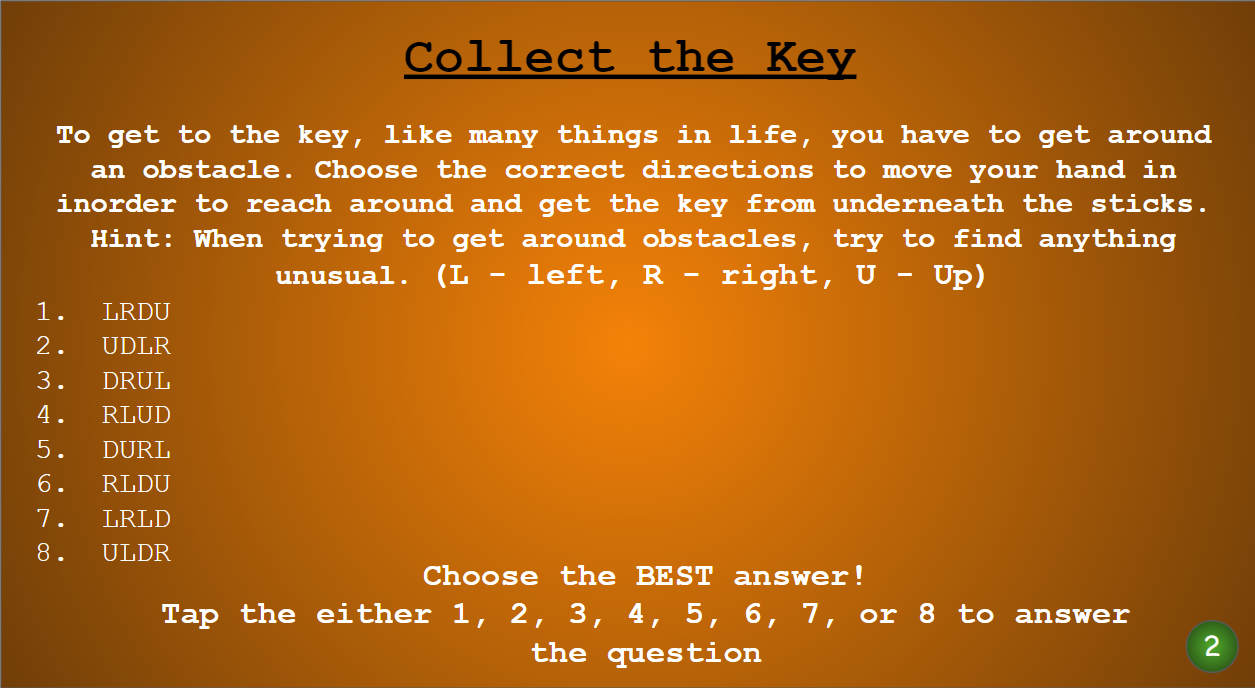 Collect the Key
To get to the key, like many things in life, you have to get around
an obstacle. Choose the correct directions to move your hand in
inorder to reach around and get the key from underneath the sticks.
Hint: When trying to get around obstacles, try to find anything
unusual. (L - left, R - right, U - Up)
1. LRDU
2. UDLR
3. DRUL
4. RLUD
5. DURL
6. RLDU
7. LRLD
8. ULDR
Choose the BEST answer!
Tap the either 1, 2, 3, 4, 5, 6, 7, or 8 to answer
the question
2